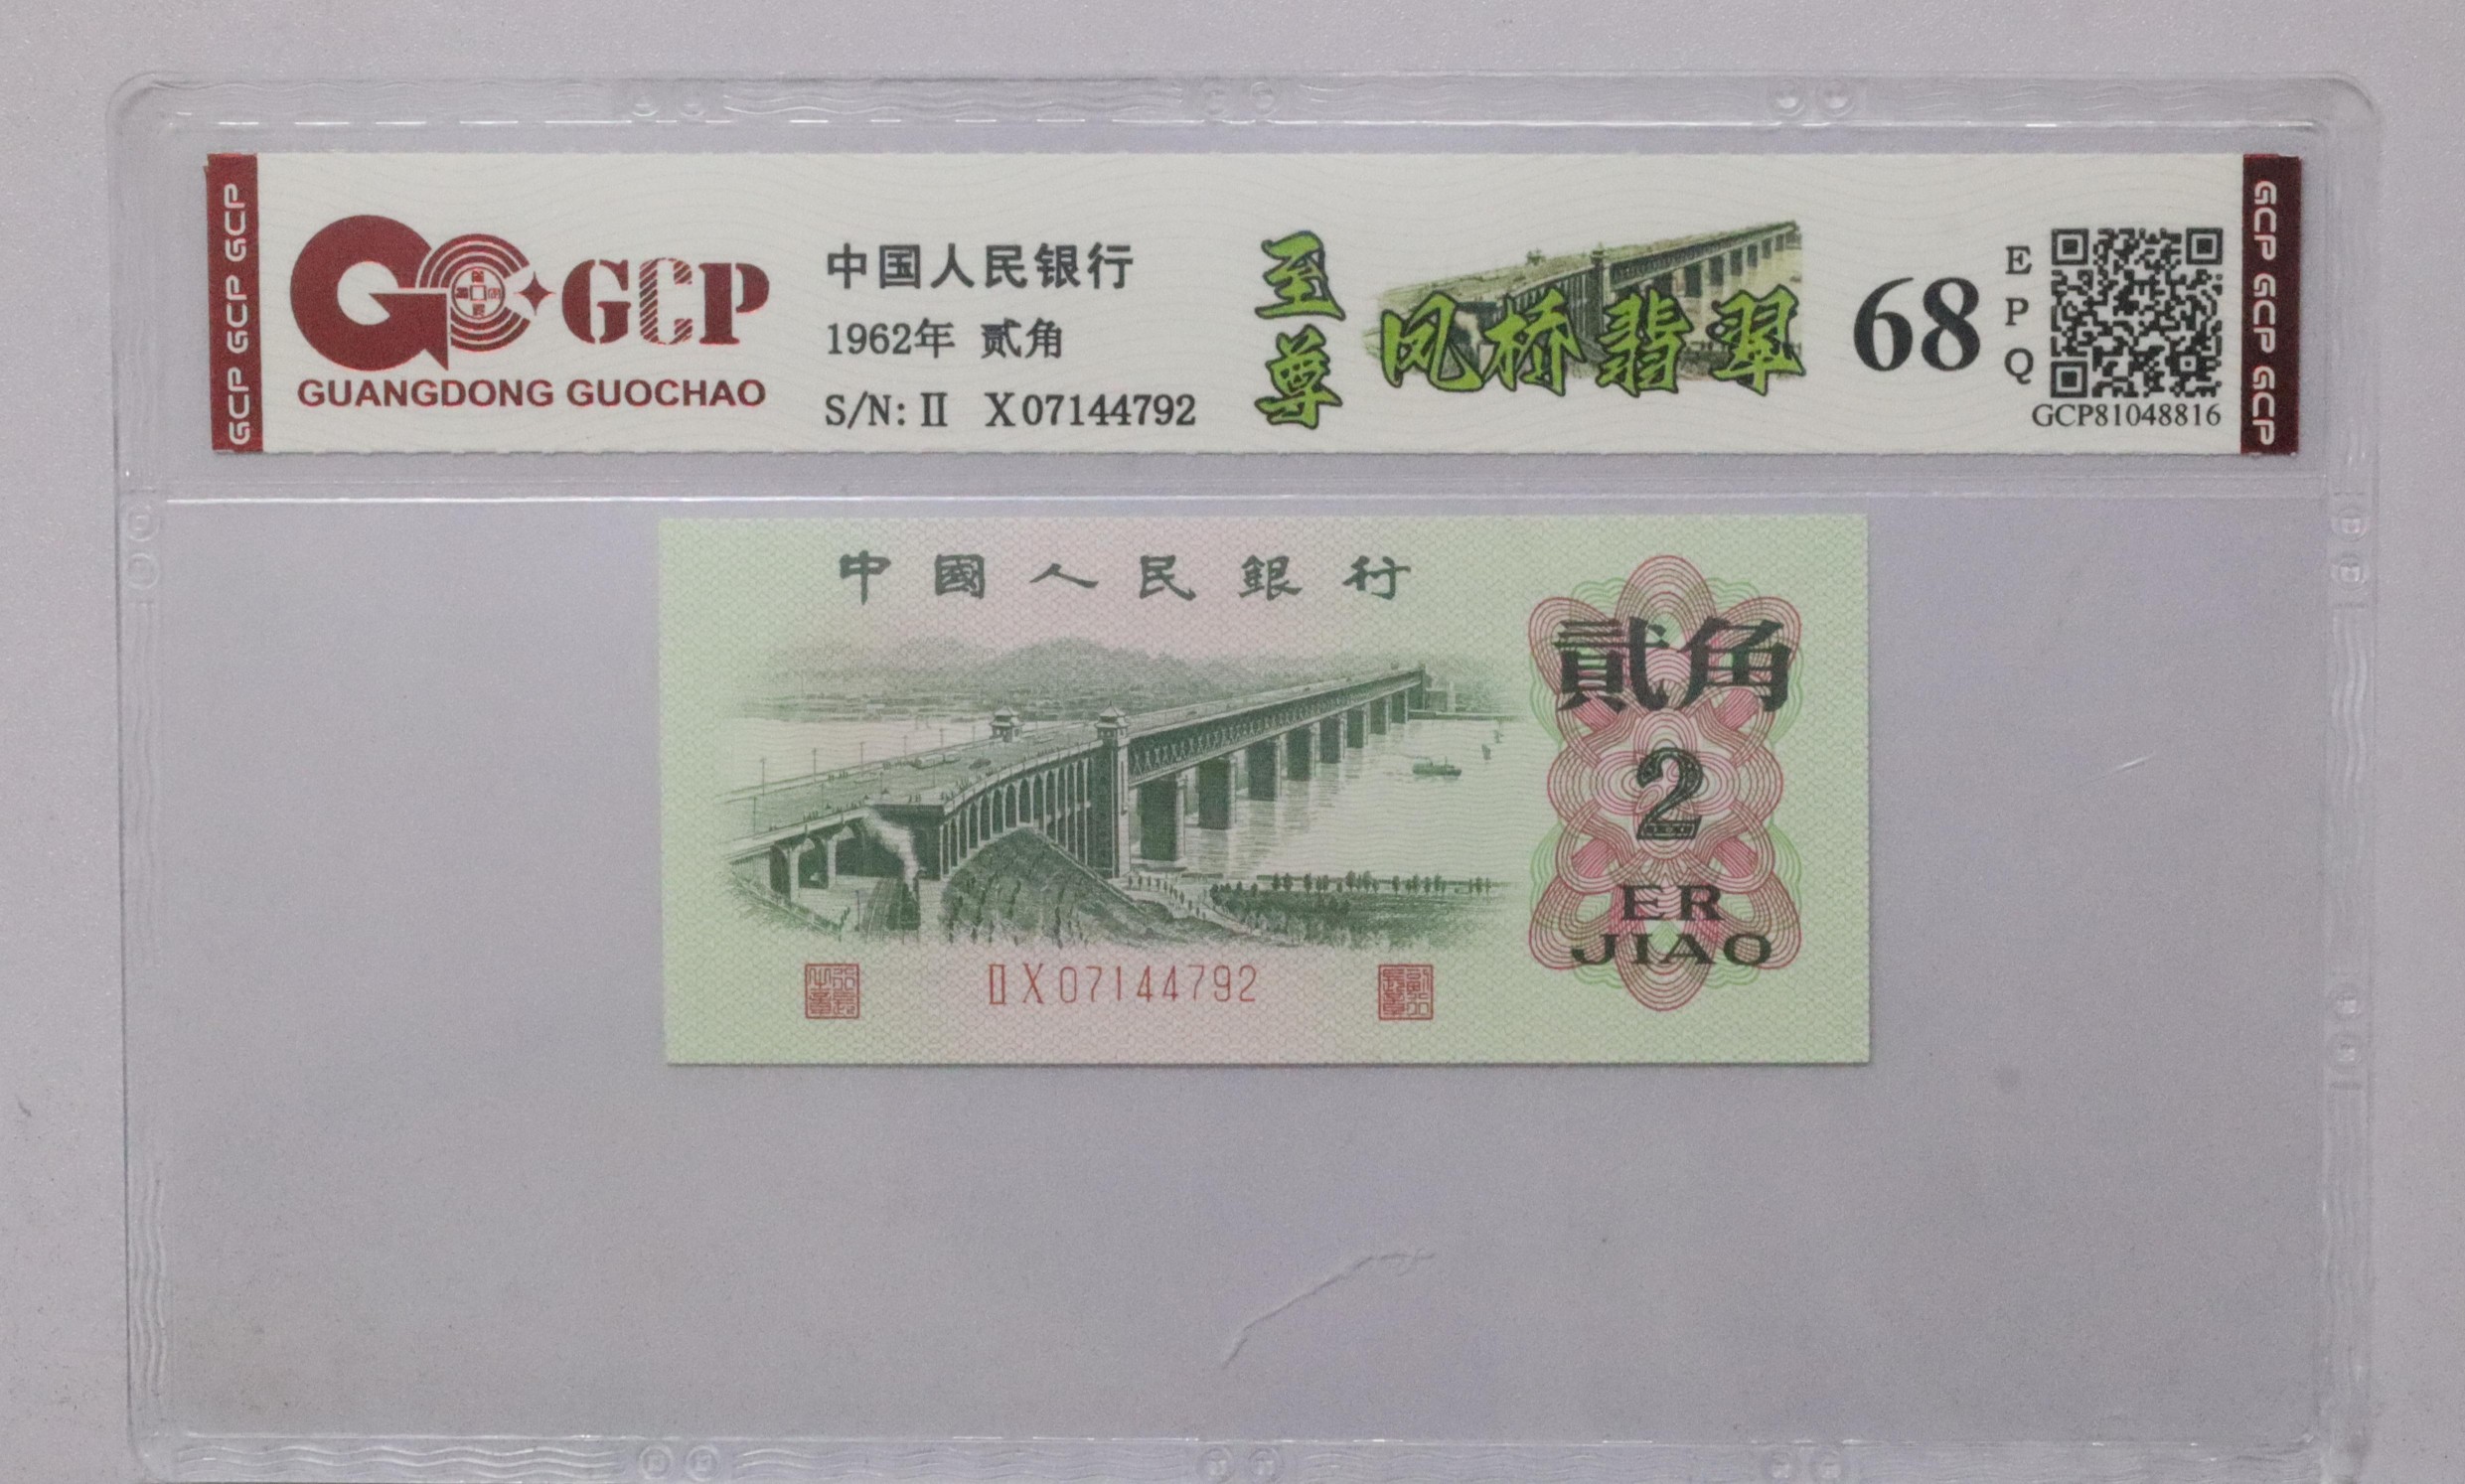 GCP GCP GCP
GCP
GUANGDONG GUOCHAO
中国人民银行
1962年 贰角
S/N: Ⅱ X07144792
至尊
凤桥翡翠
68
EPQ
GCP81048816
GCP GCP GCP
中國人民銀行
貳角
2
ER
JIAO
ⅡX07144792